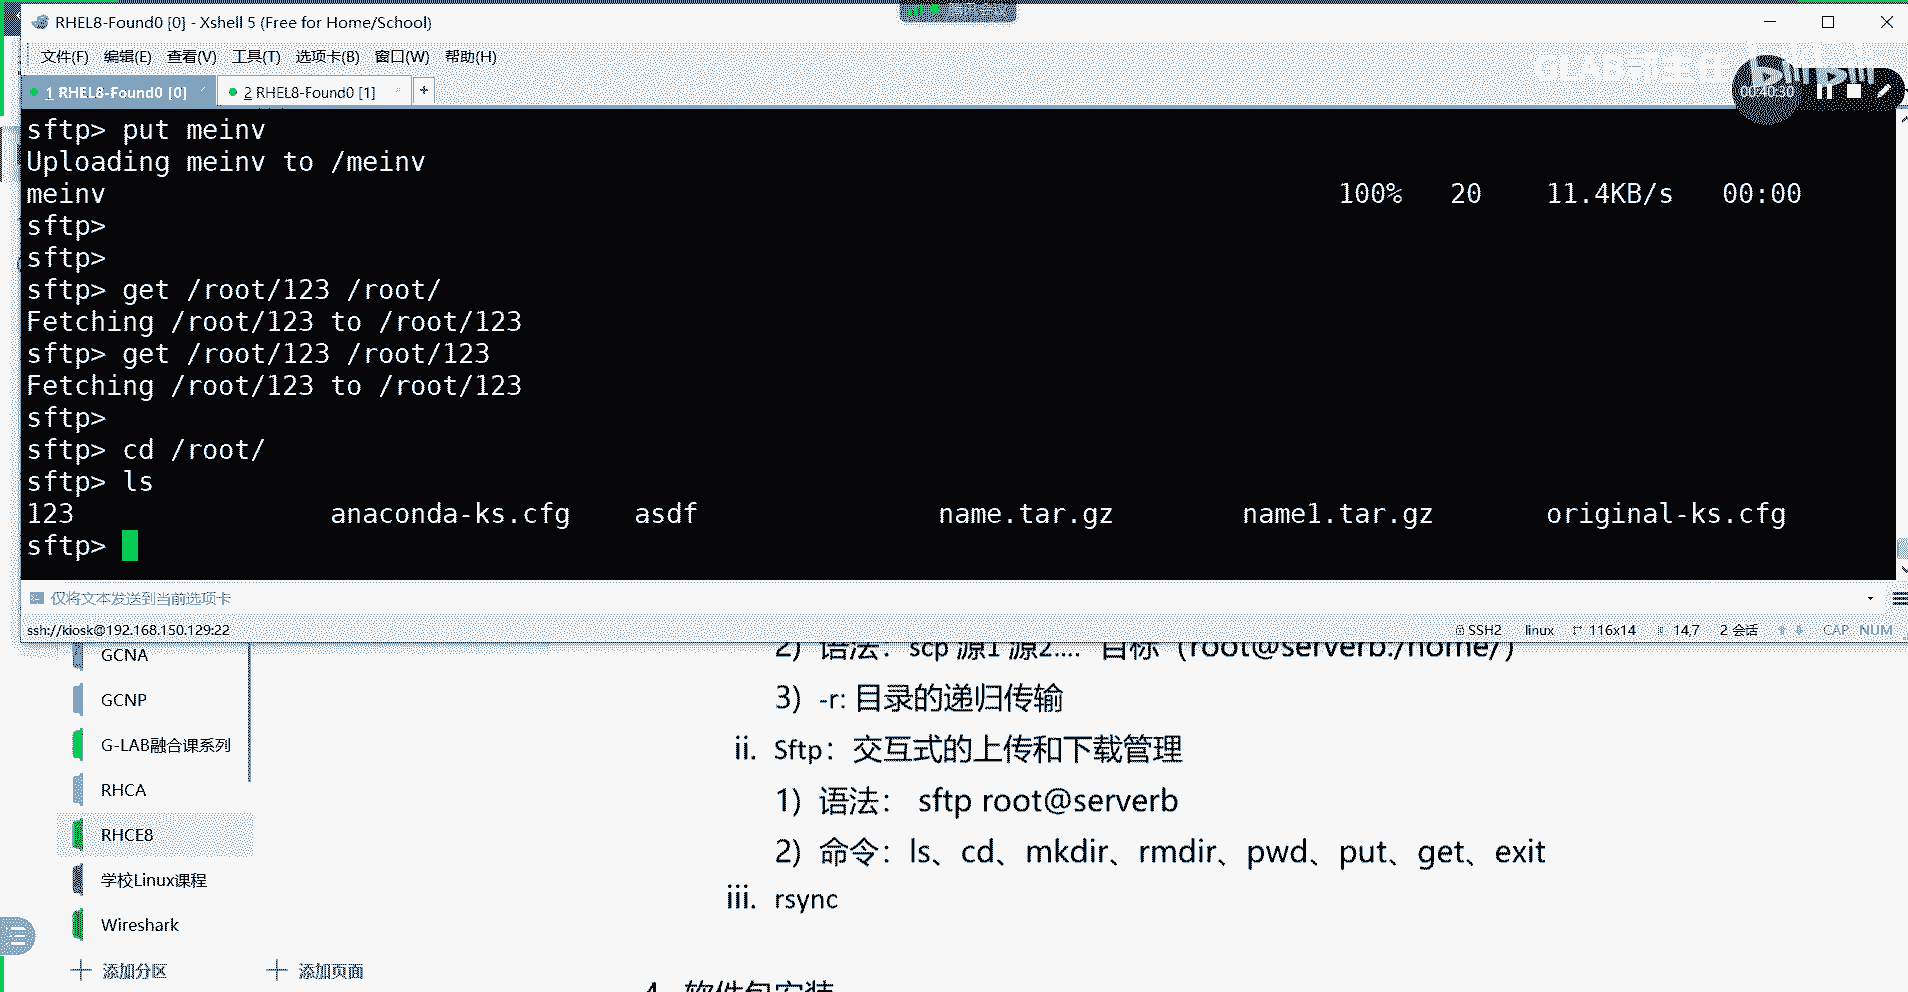 RHEL8-Found0 [0] - Xshell 5 (Free for Home/School)
文件(F) 编辑(E) 查看(V) 工具(T) 选项卡(B) 窗口(W) 帮助(H)
1 RHEL8-Found0 [0] 2 RHEL8-Found0 [1] +
00:40:30
sftp> put meinv
Uploading meinv to /meinv
meinv 100% 20 11.4KB/s 00:00
sftp>
sftp>
sftp> get /root/123 /root/
Fetching /root/123 to /root/123
sftp> get /root/123 /root/123
Fetching /root/123 to /root/123
sftp>
sftp> cd /root/
sftp> ls
123 anaconda-ks.cfg asdf name.tar.gz name1.tar.gz original-ks.cfg
sftp>
仅将文本发送到当前选项卡
ssh://kiosk@192.168.150.129:22 SSH2 linux 116x14 14,7 2 会话 CAP NUM
GCNA
GCNP
G-LAB融合课系列
RHCA
RHCE8
学校Linux课程
Wireshark
添加分区 添加页面
2) 语法：scp 源1 源2.... 目标（root@serverb:/home/）
3) -r: 目录的递归传输
ii. Sftp：交互式的上传和下载管理
1) 语法： sftp root@serverb
2) 命令：ls、cd、mkdir、rmdir、pwd、put、get、exit
iii. rsync
4. 软件包安装